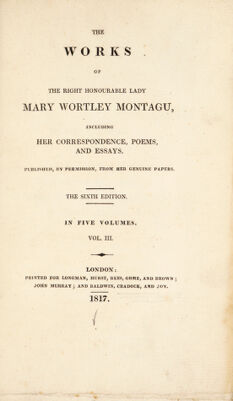 THE
WORKS
OF
THE RIGHT HONOURABLE LADY
MARY WORTLEY MONTAGU,
INCLUDING
HER CORRESPONDENCE, POEMS,
AND ESSAYS.
PUBLISHED, BY PERMISSION, FROM HER GENUINE PAPERS.
THE SIXTH EDITION.
IN FIVE VOLUMES.
VOL. III.
LONDON:
PRINTED FOR LONGMAN, HURST, REES, ORME, AND BROWN;
JOHN MURRAY; AND BALDWIN, CRADOCK, AND JOY.
1817.